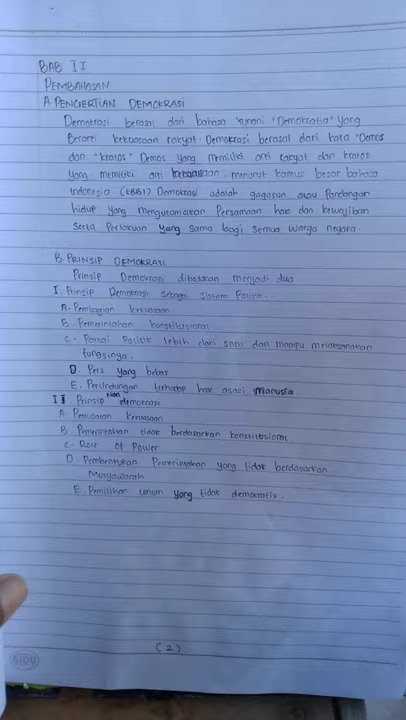 BAB II
PEMBAHASAN
A. PENGERTIAN DEMOKRASI
Demokrasi berasal dari bahasa Yunani "Demokratia" yang
Berarti kekuasaan rakyat. Demokrasi berasal dari kata "Demos
dan "kratos" Demos yang memiliki arti rakyat dan kratos
yang memiliki arti kekuasaan. menurut kamus besar bahasa
Indonesia (KBBI) Demokrasi adalah gagasan atau Pandangan
hidup yang mengutamakan Persamaan hak dan kewajiban
serta Perlakuan yang sama bagi semua warga negara.
B. PRINSIP DEMOKRASI
Prinsip Demokrasi dibedakan menjadi dua
I. Prinsip Demokrasi sebagai sistem Politik.
A. Pembagian kekuasaan
B. Pemerintahan konstitusional
C. Partai Politik lebih dari satu dan mampu melaksanakan
fungsinya.
D. Pers yang bebas
E. Perlindungan terhadap hak asasi manusia.
II. Prinsip Non demokrasi
A. Pemusatan kekuasaan
B. Pemerintahan tidak berdasarkan konstitusional
C. Role of Power
D. Pembentukan Pemerintahan yang tidak berdasarkan
Musyawarah
E. Pemilihan umum yang tidak demokratis.
(2)
SIDU